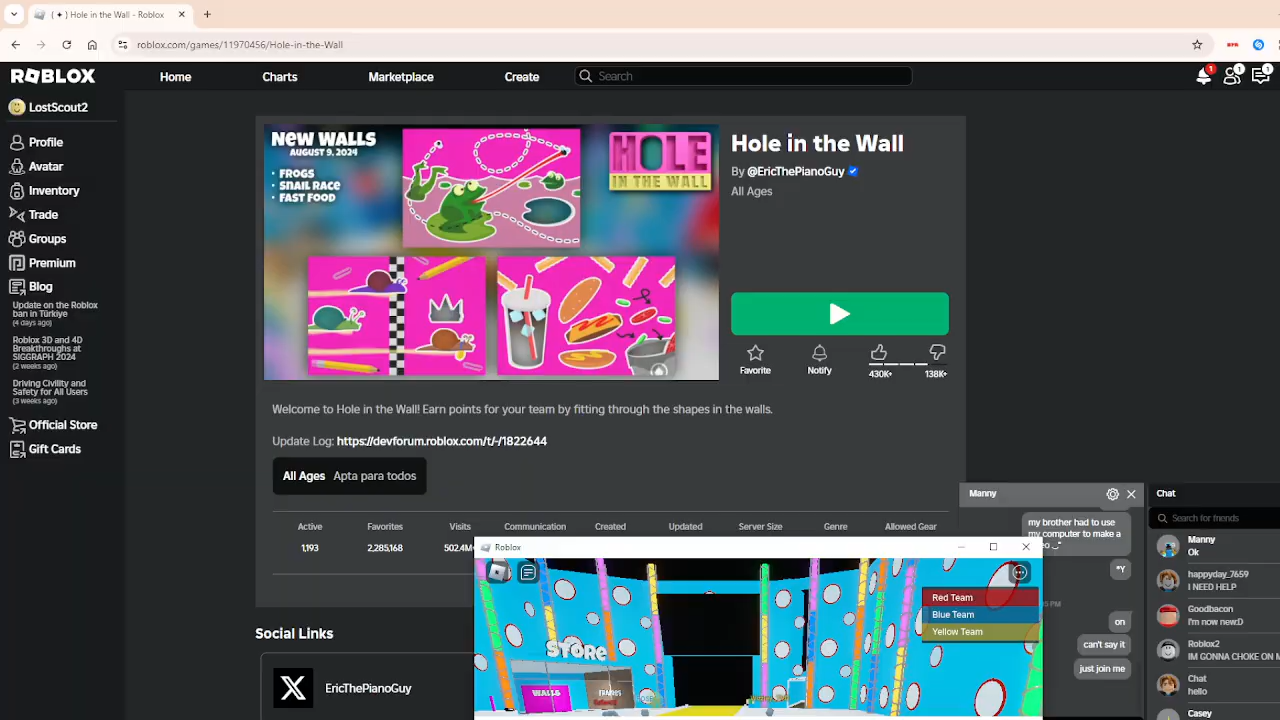 ( ✦ ) Hole in the Wall - Roblox
roblox.com/games/11970456/Hole-in-the-Wall
ROBLOX
Home
Charts
Marketplace
Create
Search
1
1
1
LostScout2
Profile
Avatar
Inventory
Trade
Groups
Premium
Blog
Update on the Roblox
ban in Türkiye
(4 days ago)
Roblox 3D and 4D
Breakthroughs at
SIGGRAPH 2024
(2 weeks ago)
Driving Civility and
Safety for All Users
(3 weeks ago)
Official Store
Gift Cards
NEW WALLS
AUGUST 9, 2024
• FROGS
• SNAIL RACE
• FAST FOOD
HOLE
IN THE WALL
Hole in the Wall
By @EricThePianoGuy
All Ages
Favorite
Notify
430K+
138K+
Welcome to Hole in the Wall! Earn points for your team by fitting through the shapes in the walls.
Update Log: https://devforum.roblox.com/t/-/1822644
All Ages Apta para todos
Active
Favorites
Visits
Communication
Created
Updated
Server Size
Genre
Allowed Gear
1,193
2,285,168
502.4M+
Social Links
EricThePianoGuy
Roblox
STORE
WALLS
Red Team
Blue Team
Yellow Team
Manny
my brother had to use
my computer to make a
*Y
PM
on
can't say it
just join me
Chat
Search for friends
Manny
Ok
happyday_7659
I NEED HELP
Goodbacon
I'm now new:D
Roblox2
IM GONNA CHOKE ON M
Chat
hello
Casey